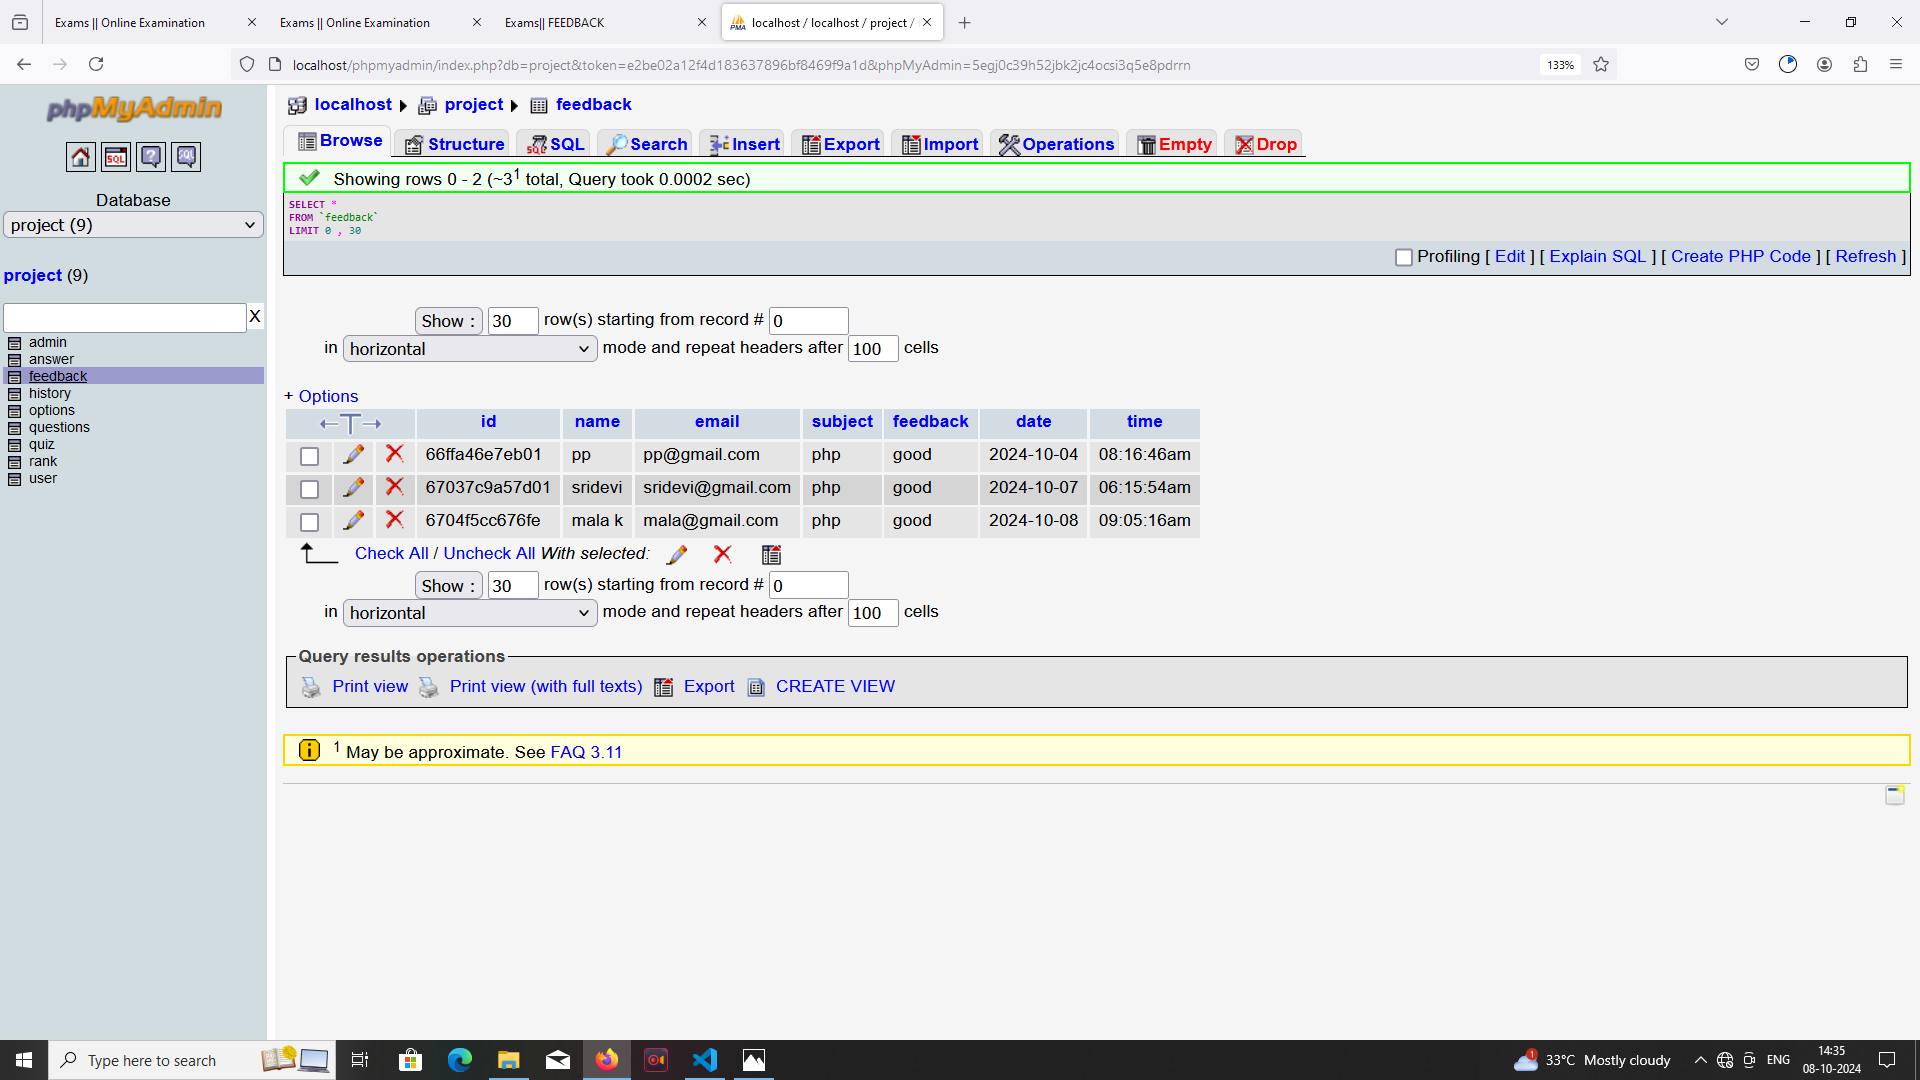 Exams || Online Examination
Exams || Online Examination
Exams|| FEEDBACK
PMA localhost / localhost / project /
localhost/phpmyadmin/index.php?db=project&token=e2be02a12f4d183637896bf8469f9a1d&phpMyAdmin=5egj0c39h52jbk2jc4ocsi3q5e8pdrrn
133%
phpMyAdmin
SQL
SQL
Database
project (9)
project (9)
X
admin
answer
feedback
history
options
questions
quiz
rank
user
localhost project feedback
Browse Structure SQL Search Insert Export Import Operations Empty Drop
Showing rows 0 - 2 (~3¹ total, Query took 0.0002 sec)
SELECT *
FROM `feedback`
LIMIT 0 , 30
Profiling [ Edit ] [ Explain SQL ] [ Create PHP Code ] [ Refresh ]
Show : 30 row(s) starting from record # 0
in horizontal mode and repeat headers after 100 cells
+ Options
←T→ id name email subject feedback date time
66ffa46e7eb01 pp pp@gmail.com php good 2024-10-04 08:16:46am
67037c9a57d01 sridevi sridevi@gmail.com php good 2024-10-07 06:15:54am
6704f5cc676fe mala k mala@gmail.com php good 2024-10-08 09:05:16am
Check All / Uncheck All With selected:
Show : 30 row(s) starting from record # 0
in horizontal mode and repeat headers after 100 cells
Query results operations
Print view Print view (with full texts) Export CREATE VIEW
¹ May be approximate. See FAQ 3.11
Type here to search
1
33°C Mostly cloudy
ENG
14:35
08-10-2024